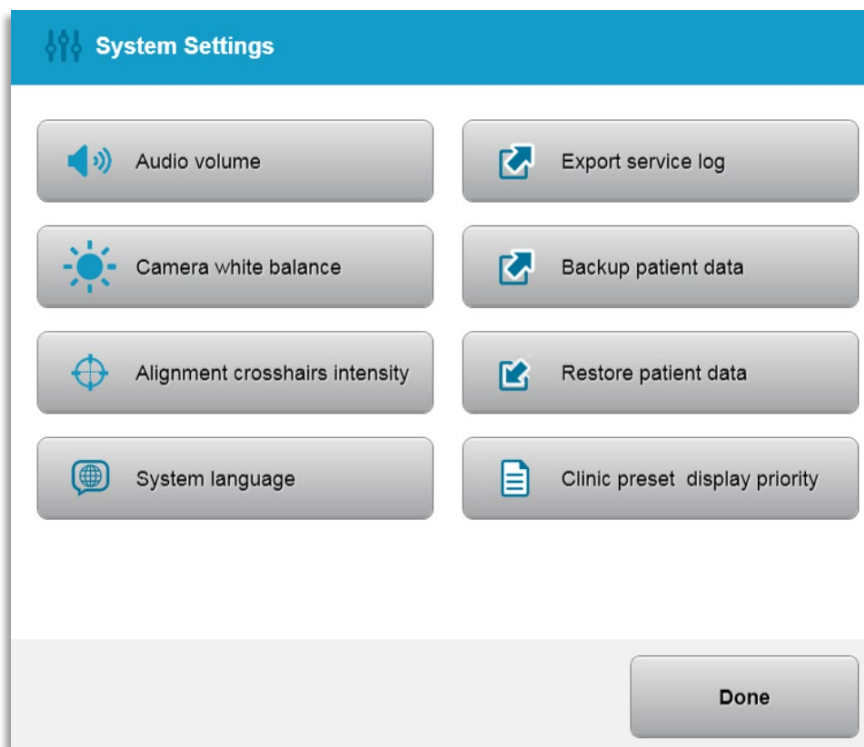 System Settings
Audio volume
Export service log
Camera white balance
Backup patient data
Alignment crosshairs intensity
Restore patient data
System language
Clinic preset display priority
Done